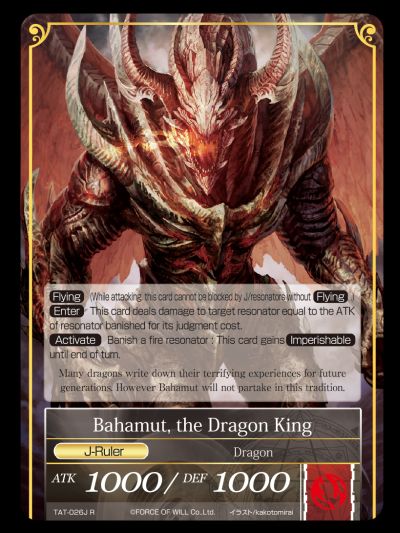 Flying (While attacking, this card cannot be blocked by J/resonators without Flying.)
Enter This card deals damage to target resonator equal to the ATK
of resonator banished for its judgment cost.
Activate Banish a fire resonator : This card gains Imperishable
until end of turn.
Many dragons write down their terrifying experiences for future
generations. However Bahamut will not partake in this tradition.
Bahamut, the Dragon King
J-Ruler Dragon
ATK 1000 / DEF 1000
TAT-026J R ©FORCE OF WILL Co.,Ltd. イラスト/kakotomirai